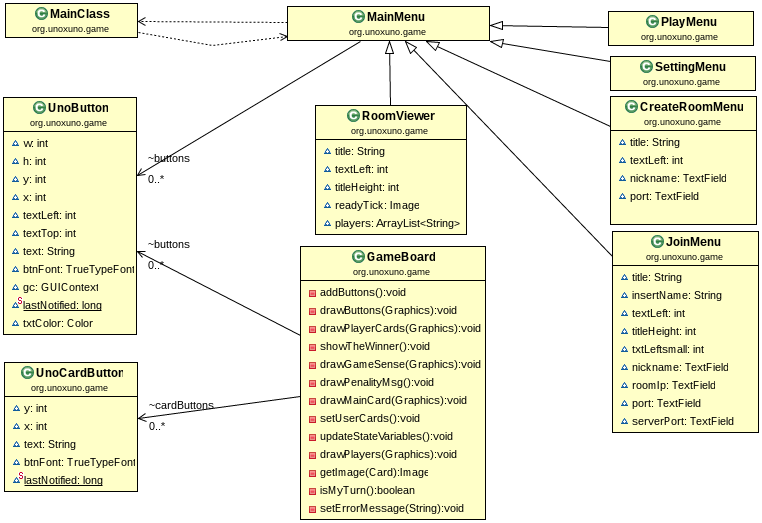 MainClass
org.unoxuno.game
MainMenu
org.unoxuno.game
PlayMenu
org.unoxuno.game
SettingMenu
org.unoxuno.game
UnoButton
org.unoxuno.game
w: int
h: int
y: int
x: int
textLeft: int
textTop: int
text: String
btnFont: TrueTypeFont
gc: GUIContext
lastNotified: long
txtColor: Color
~buttons
0..*
RoomViewer
org.unoxuno.game
title: String
textLeft: int
titleHeight: int
readyTick: Image
players: ArrayList<String>
CreateRoomMenu
org.unoxuno.game
title: String
textLeft: int
nickname: TextField
port: TextField
~buttons
0..*
GameBoard
org.unoxuno.game
addButtons():void
drawButtons(Graphics):void
drawPlayerCards(Graphics):void
showTheWinner():void
drawGameSense(Graphics):void
drawPenalityMsg():void
drawMainCard(Graphics):void
setUserCards():void
updateStateVariables():void
drawPlayers(Graphics):void
getImage(Card):Image
isMyTurn():boolean
setErrorMessage(String):void
JoinMenu
org.unoxuno.game
title: String
insertName: String
textLeft: int
titleHeight: int
txtLeftsmall: int
nickname: TextField
roomIp: TextField
port: TextField
serverPort: TextField
UnoCardButton
org.unoxuno.game
y: int
x: int
text: String
btnFont: TrueTypeFont
lastNotified: long
~cardButtons
0..*